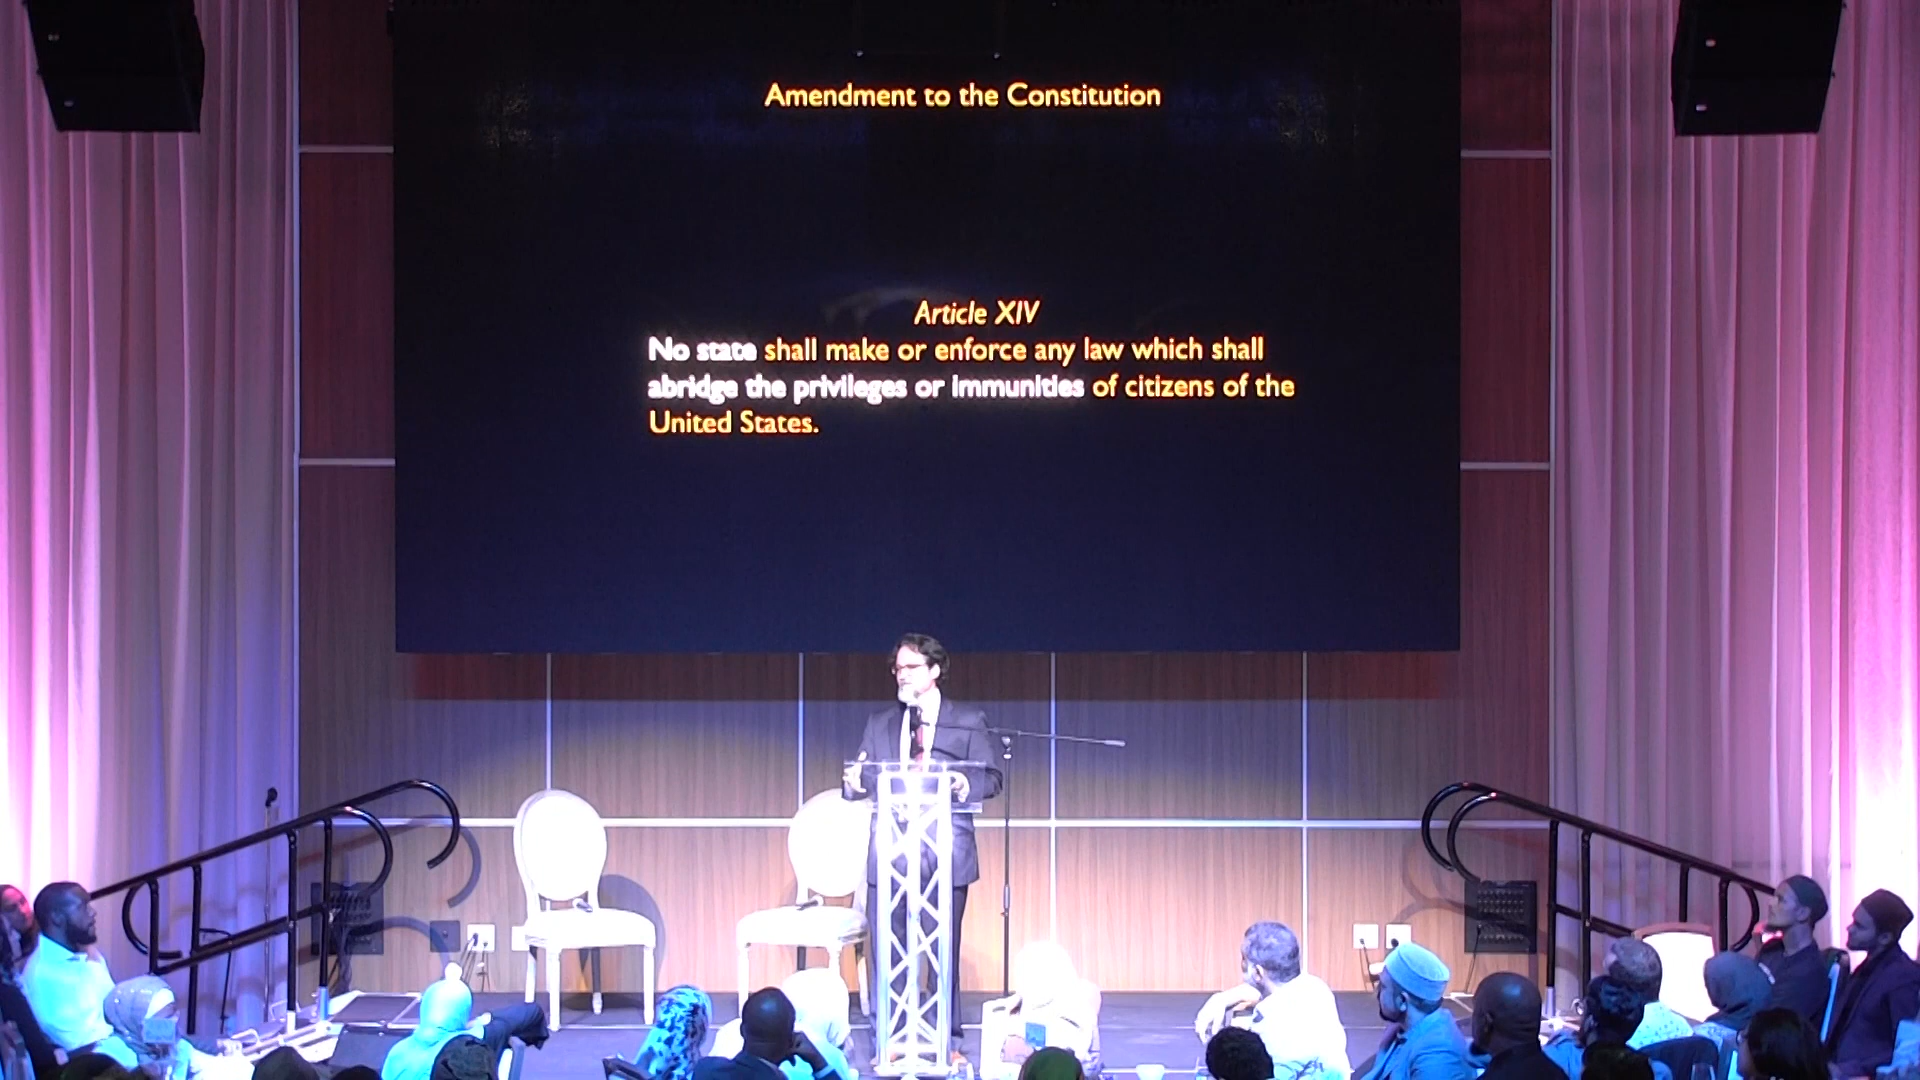 Amendment to the Constitution
Article XIV
No state shall make or enforce any law which shall
abridge the privileges or immunities of citizens of the
United States.